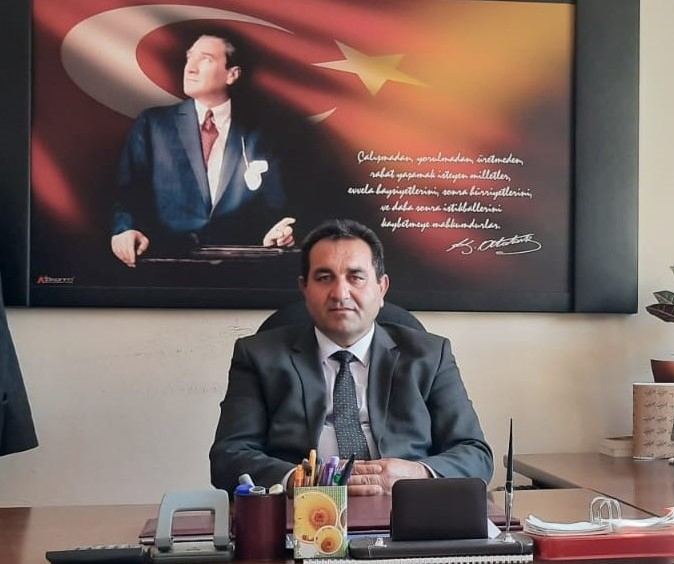 Çalışmadan, yorulmadan, üretmeden,
rahat yaşamak isteyen milletler,
evvela haysiyetlerini, sonra hürriyetlerini,
ve daha sonra istikballerini
kaybetmeye mahkumdurlar.
K. Atatürk